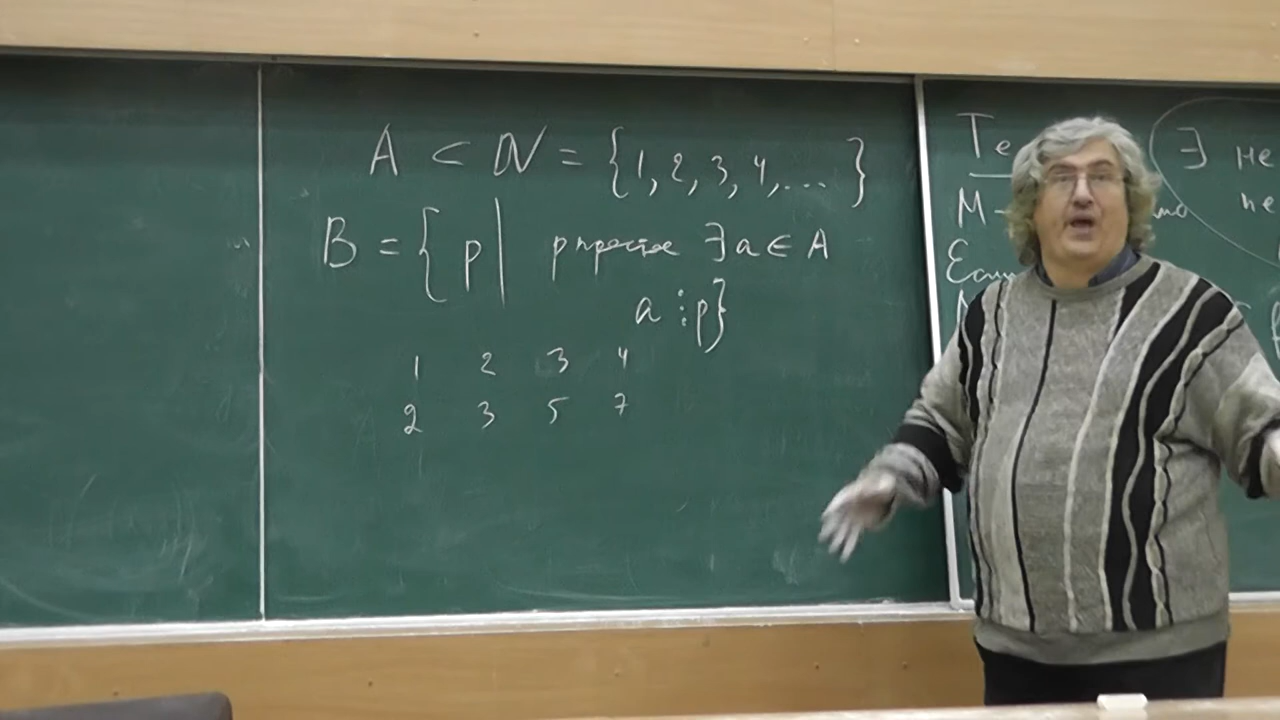 A ⊂ ℕ = {1, 2, 3, 4, ... }
B = { p | p простое ∃ a ∈ A
a ⋮ p}
1 2 3 4
2 3 5 7
Те
∃ не
М-
не
Если